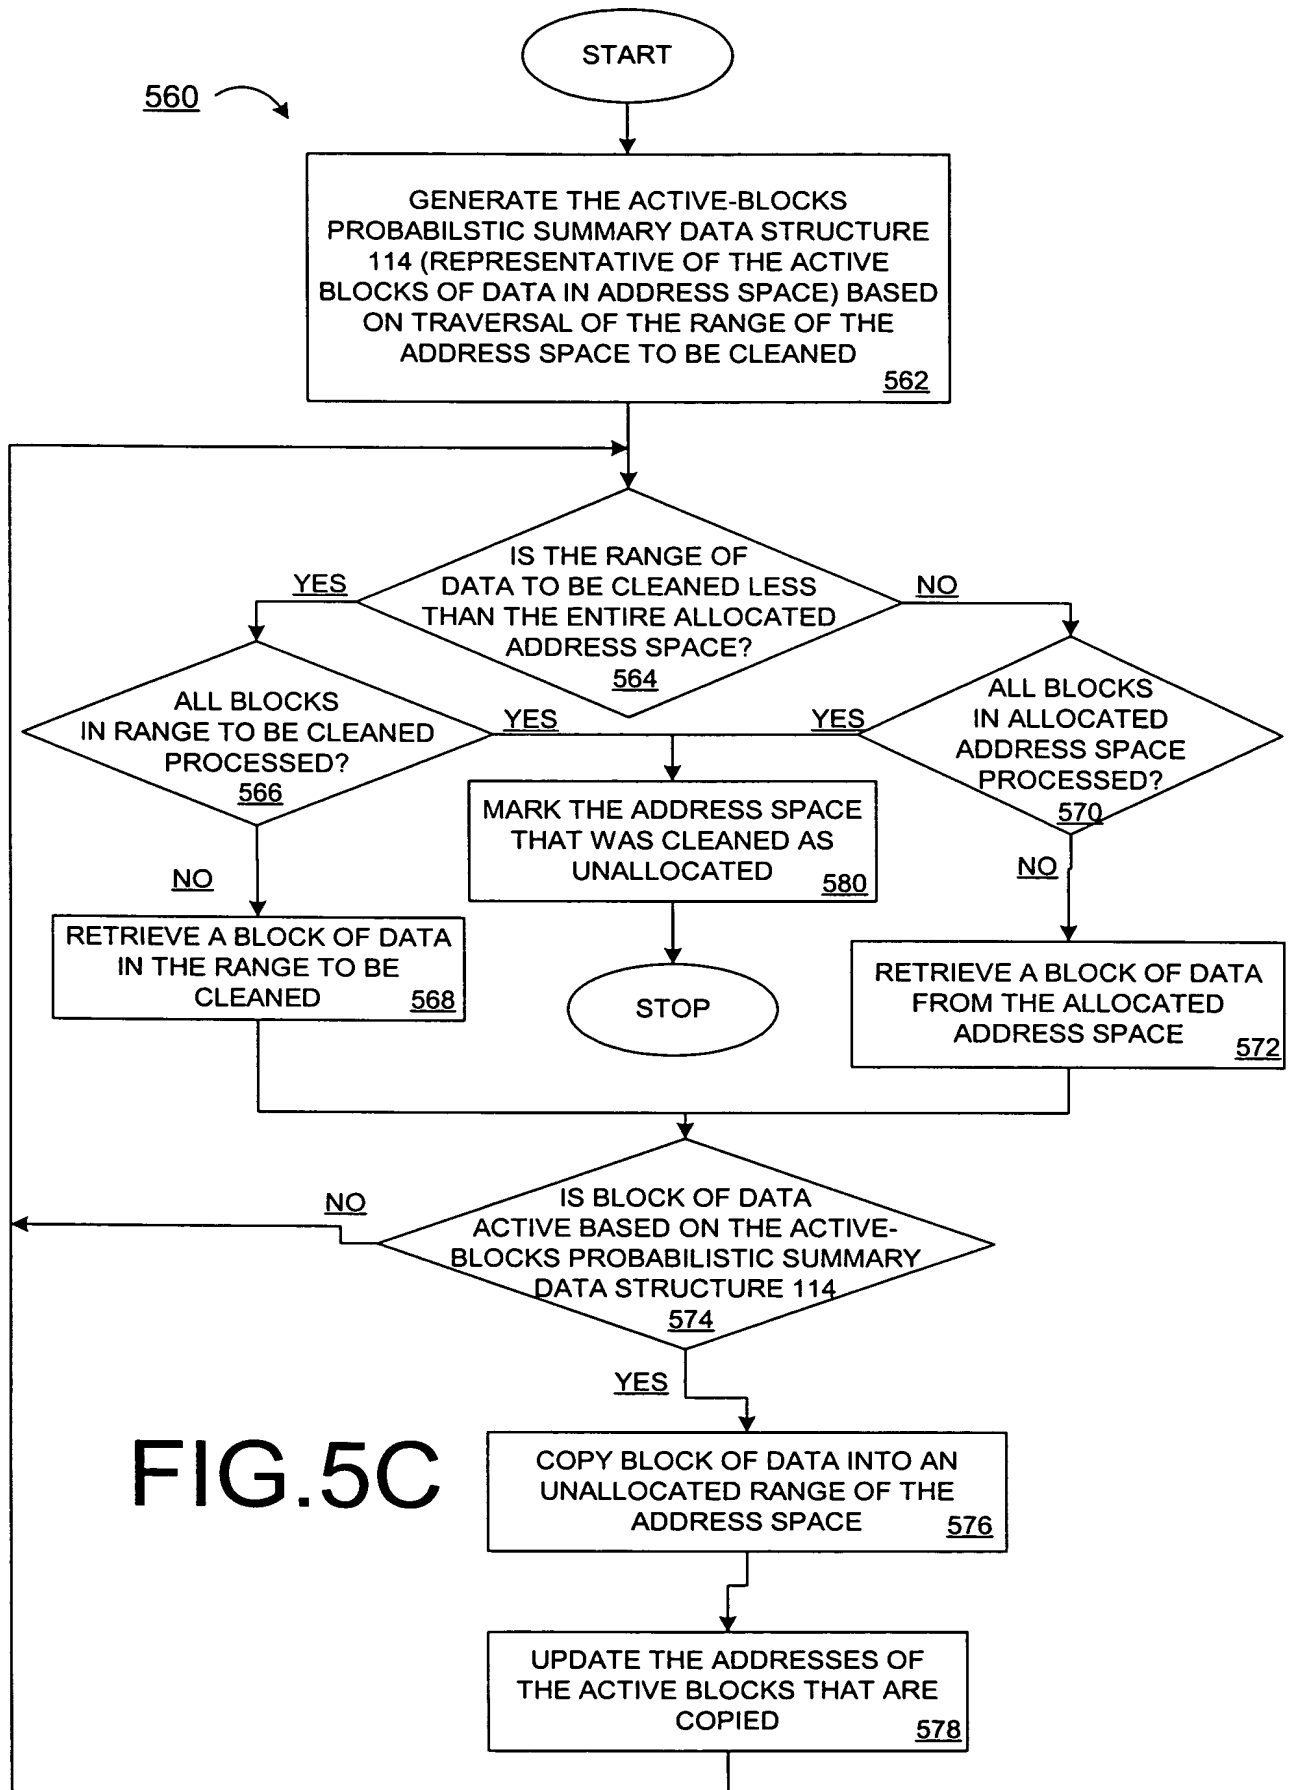 START
560
GENERATE THE ACTIVE-BLOCKS
PROBABILSTIC SUMMARY DATA STRUCTURE
114 (REPRESENTATIVE OF THE ACTIVE
BLOCKS OF DATA IN ADDRESS SPACE) BASED
ON TRAVERSAL OF THE RANGE OF THE
ADDRESS SPACE TO BE CLEANED
562
IS THE RANGE OF
DATA TO BE CLEANED LESS
THAN THE ENTIRE ALLOCATED
ADDRESS SPACE?
564
YES
NO
ALL BLOCKS
IN RANGE TO BE CLEANED
PROCESSED?
566
YES
YES
ALL BLOCKS
IN ALLOCATED
ADDRESS SPACE
PROCESSED?
570
MARK THE ADDRESS SPACE
THAT WAS CLEANED AS
UNALLOCATED
580
NO
NO
RETRIEVE A BLOCK OF DATA
IN THE RANGE TO BE
CLEANED
568
STOP
RETRIEVE A BLOCK OF DATA
FROM THE ALLOCATED
ADDRESS SPACE
572
IS BLOCK OF DATA
ACTIVE BASED ON THE ACTIVE-
BLOCKS PROBABILISTIC SUMMARY
DATA STRUCTURE 114
574
NO
YES
FIG.5C
COPY BLOCK OF DATA INTO AN
UNALLOCATED RANGE OF THE
ADDRESS SPACE
576
UPDATE THE ADDRESSES OF
THE ACTIVE BLOCKS THAT ARE
COPIED
578